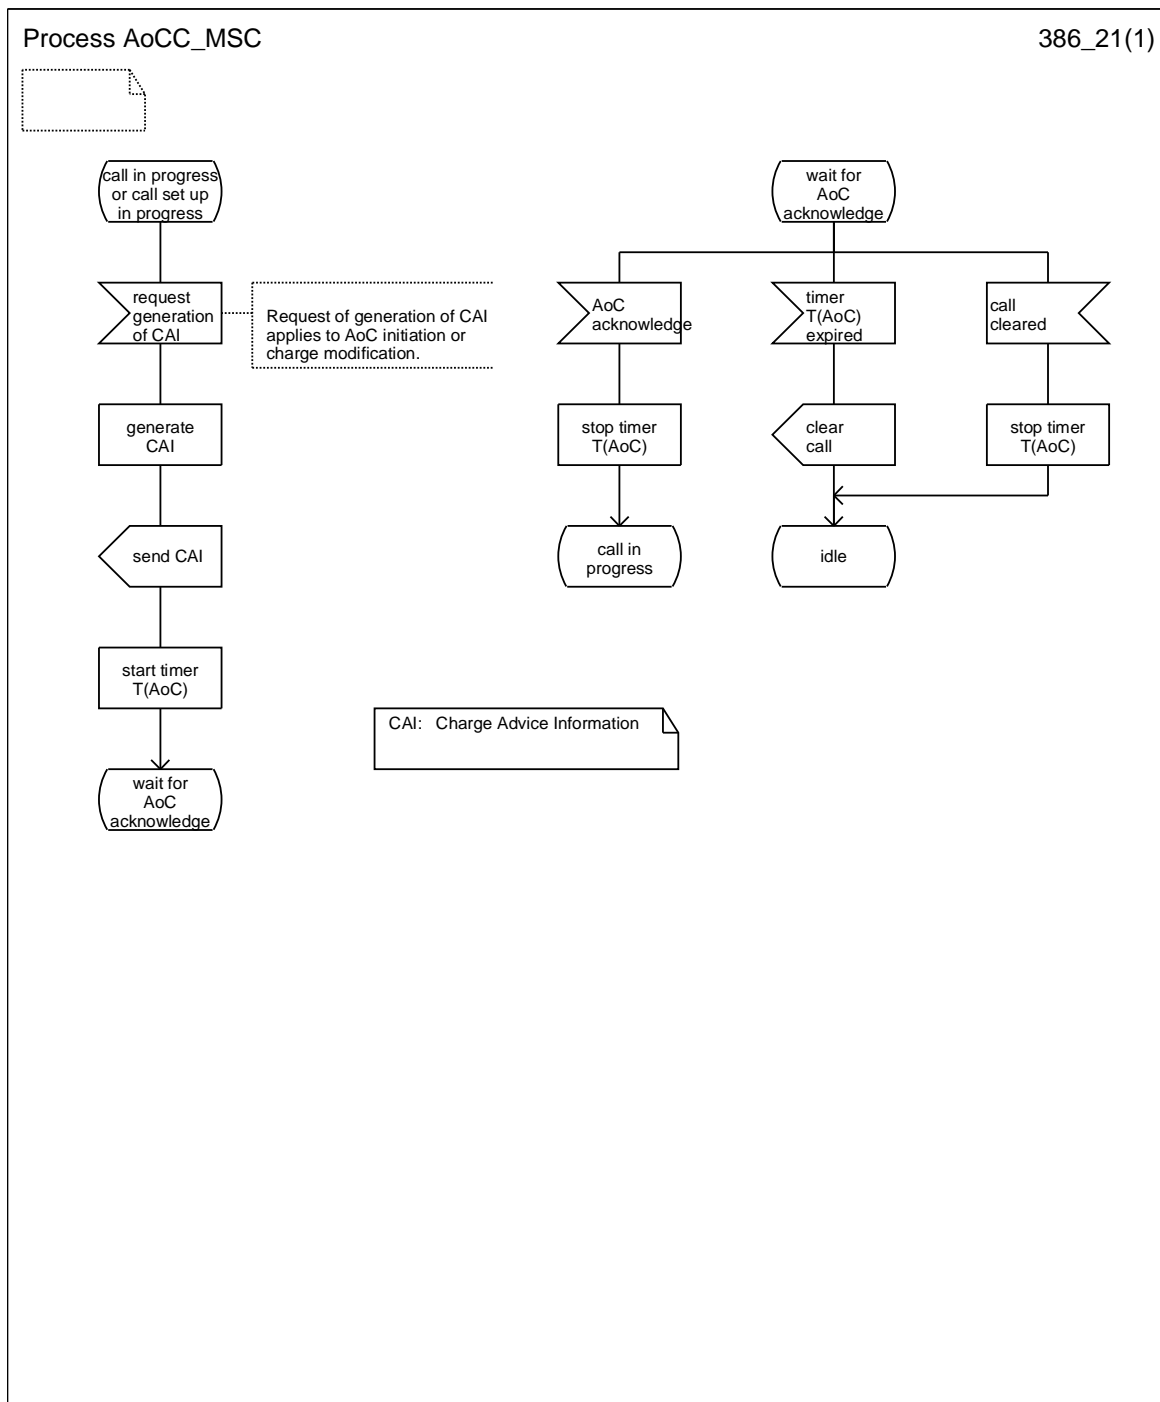 Process AoCC_MSC
386_21(1)
call in progress
or call set up
in progress
request
generation
of CAI
Request of generation of CAI
applies to AoC initiation or
charge modification.
generate
CAI
send CAI
start timer
T(AoC)
wait for
AoC
acknowledge
wait for
AoC
acknowledge
AoC
acknowledge
timer
T(AoC)
expired
call
cleared
stop timer
T(AoC)
clear
call
stop timer
T(AoC)
call in
progress
idle
CAI: Charge Advice Information